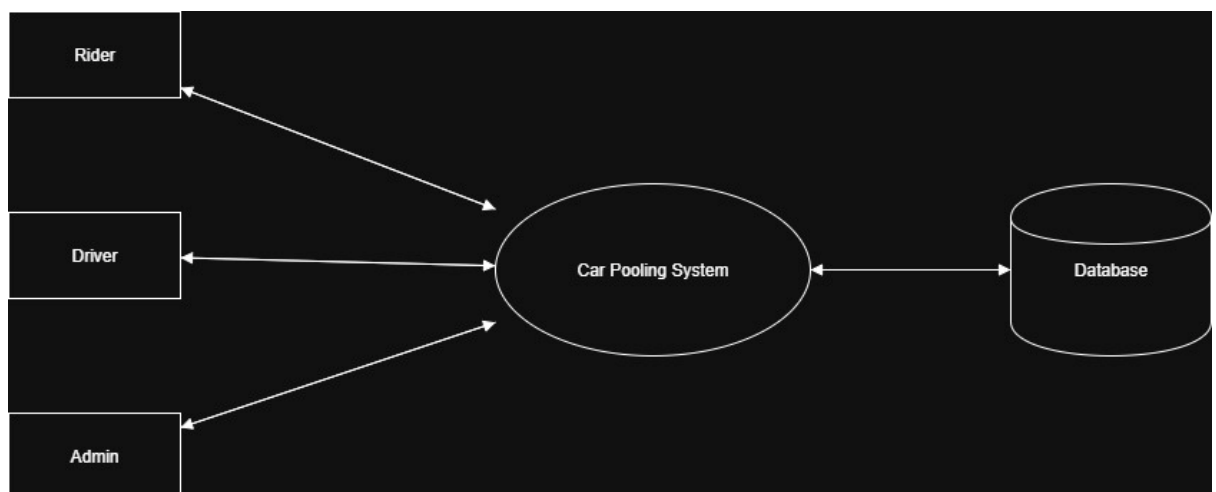 Rider
Driver
Car Pooling System
Database
Admin